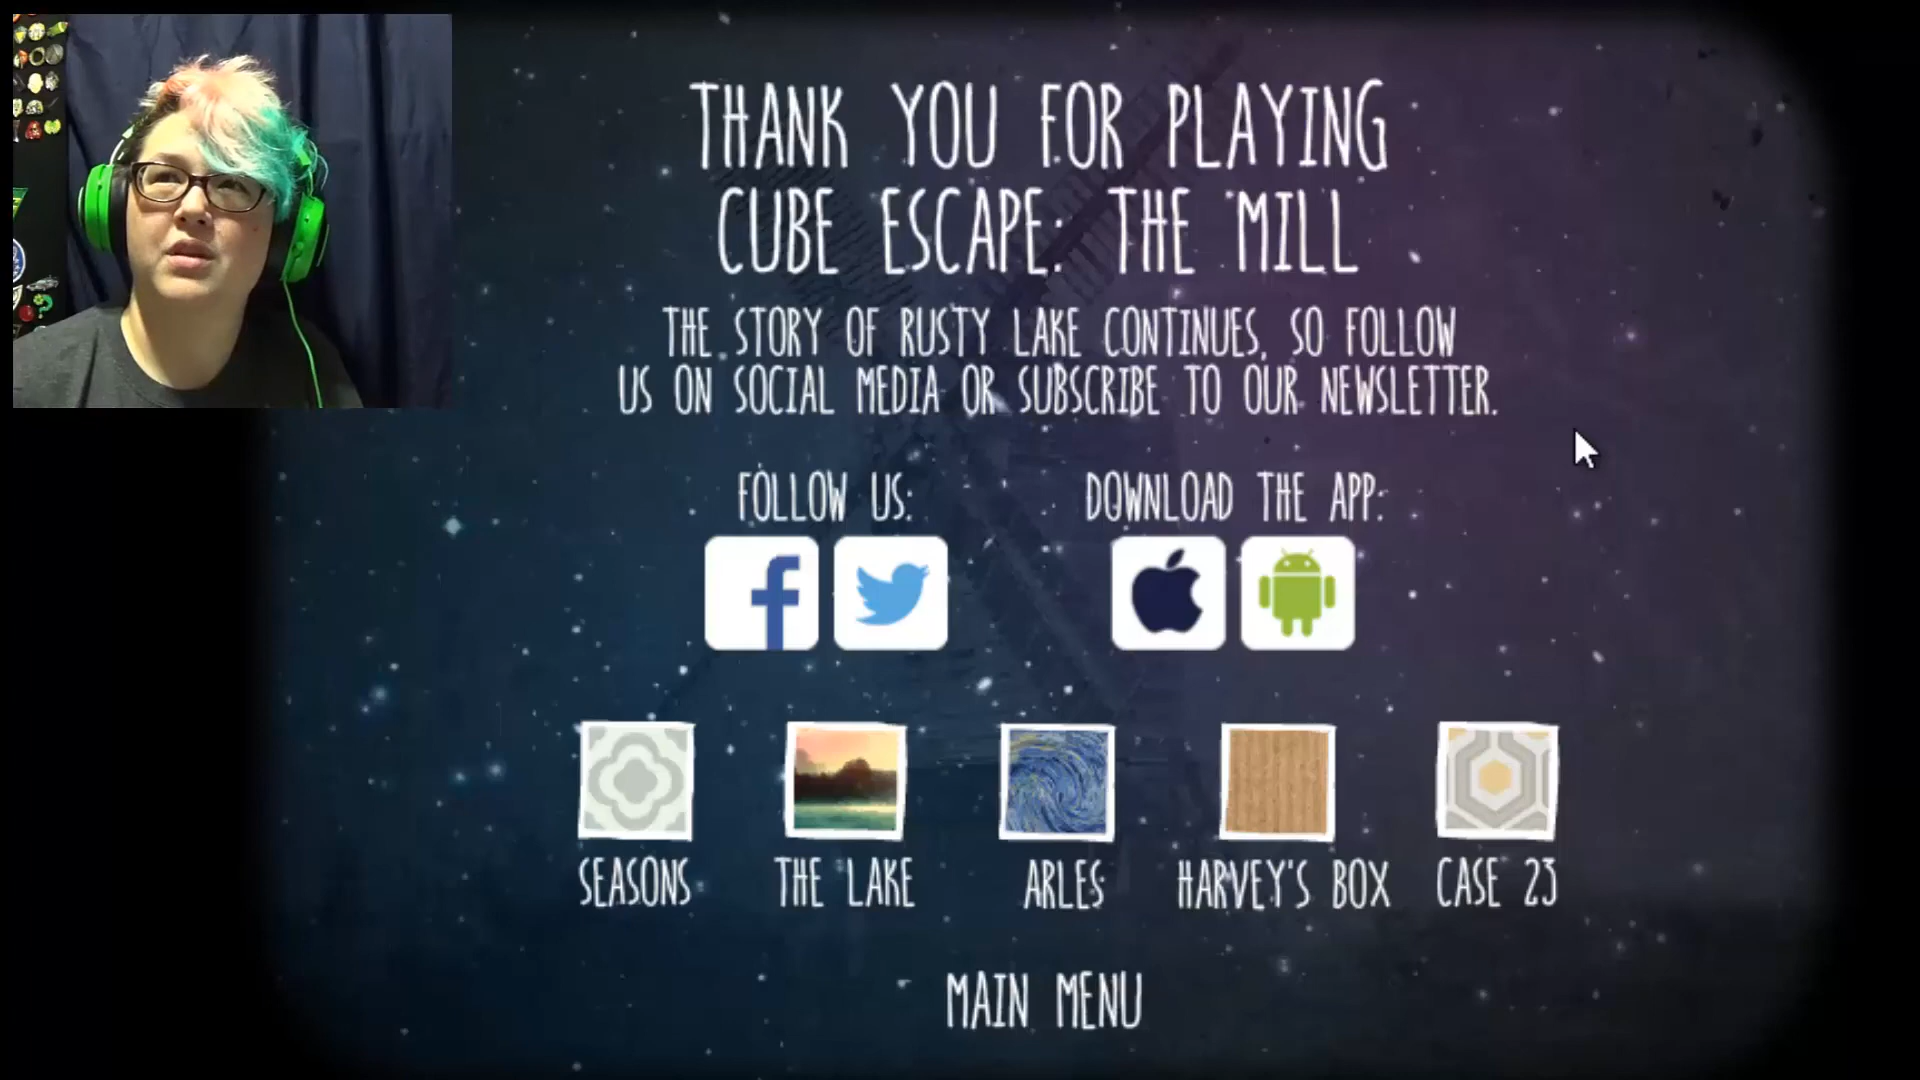 THANK YOU FOR PLAYING
CUBE ESCAPE: THE MILL
THE STORY OF RUSTY LAKE CONTINUES, SO FOLLOW
US ON SOCIAL MEDIA OR SUBSCRIBE TO OUR NEWSLETTER.
FOLLOW US:
DOWNLOAD THE APP:
SEASONS
THE LAKE
ARLES
HARVEY'S BOX
CASE 23
MAIN MENU